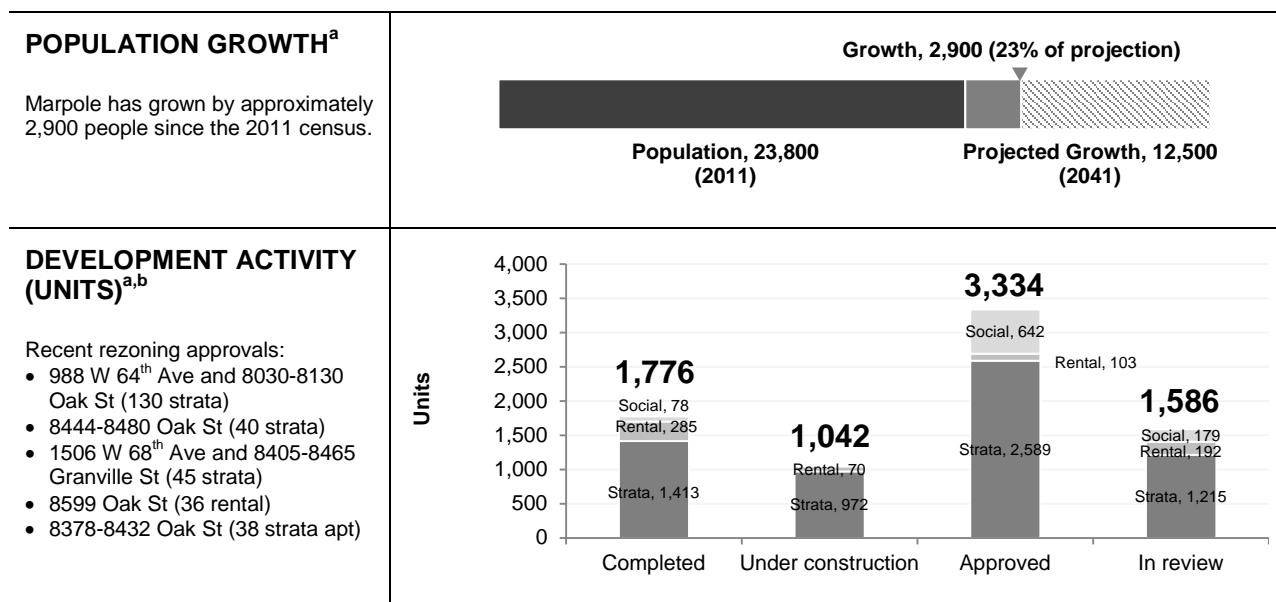 POPULATION GROWTHᵃ
Marpole has grown by approximately
2,900 people since the 2011 census.
Growth, 2,900 (23% of projection)
Population, 23,800
(2011)
Projected Growth, 12,500
(2041)
DEVELOPMENT ACTIVITY
(UNITS)ᵃ,ᵇ
Recent rezoning approvals:
• 988 W 64th Ave and 8030-8130
Oak St (130 strata)
• 8444-8480 Oak St (40 strata)
• 1506 W 68th Ave and 8405-8465
Granville St (45 strata)
• 8599 Oak St (36 rental)
• 8378-8432 Oak St (38 strata apt)
Units
4,000
3,500
3,000
2,500
2,000
1,500
1,000
500
0
1,776
Social, 78
Rental, 285
Strata, 1,413
Completed
1,042
Rental, 70
Strata, 972
Under construction
3,334
Social, 642
Rental, 103
Strata, 2,589
Approved
1,586
Social, 179
Rental, 192
Strata, 1,215
In review